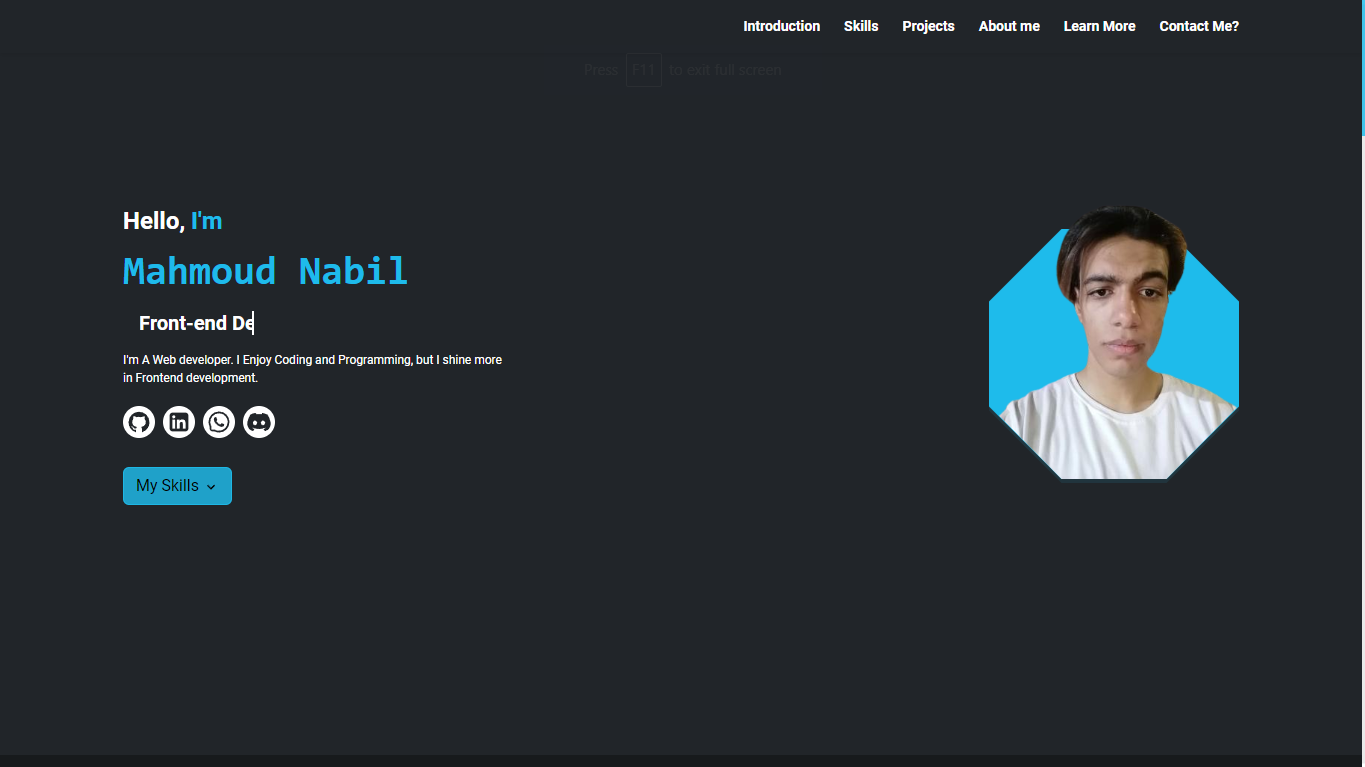 Introduction Skills Projects About me Learn More Contact Me?
Press F11 to exit full screen
Hello, I'm
Mahmoud Nabil
Front-end De
I'm A Web developer. I Enjoy Coding and Programming, but I shine more
in Frontend development.
in
My Skills